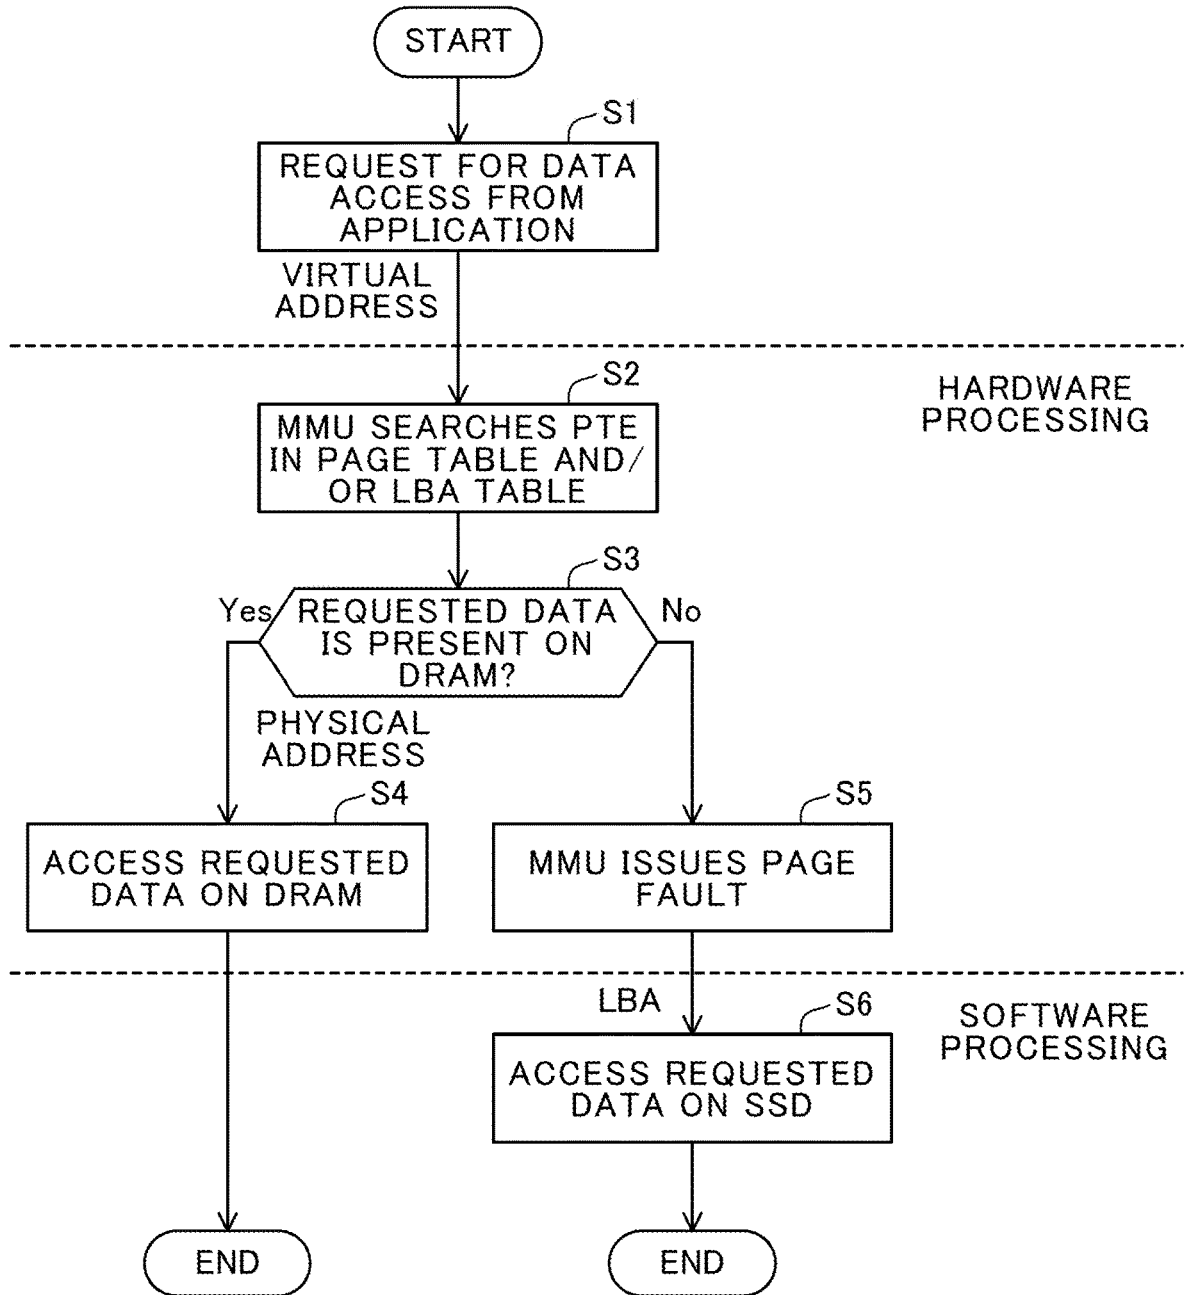 START
S1
REQUEST FOR DATA
ACCESS FROM
APPLICATION
VIRTUAL
ADDRESS
S2
HARDWARE
PROCESSING
MMU SEARCHES PTE
IN PAGE TABLE AND/
OR LBA TABLE
S3
Yes
REQUESTED DATA
IS PRESENT ON
DRAM?
No
PHYSICAL
ADDRESS
S4
ACCESS REQUESTED
DATA ON DRAM
S5
MMU ISSUES PAGE
FAULT
LBA
S6
SOFTWARE
PROCESSING
ACCESS REQUESTED
DATA ON SSD
END
END